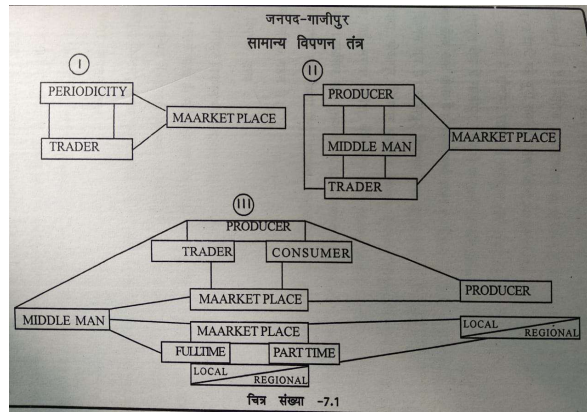 जनपद-गाजीपुर
सामान्य विपणन तंत्र
I
PERIODICITY
MAARKET PLACE
TRADER
II
PRODUCER
MIDDLE MAN
MAARKET PLACE
TRADER
III
PRODUCER
TRADER CONSUMER
MAARKET PLACE
PRODUCER
MIDDLE MAN
MAARKET PLACE
LOCAL
REGIONAL
FULLTIME PART TIME
LOCAL
REGIONAL
चित्र संख्या -7.1